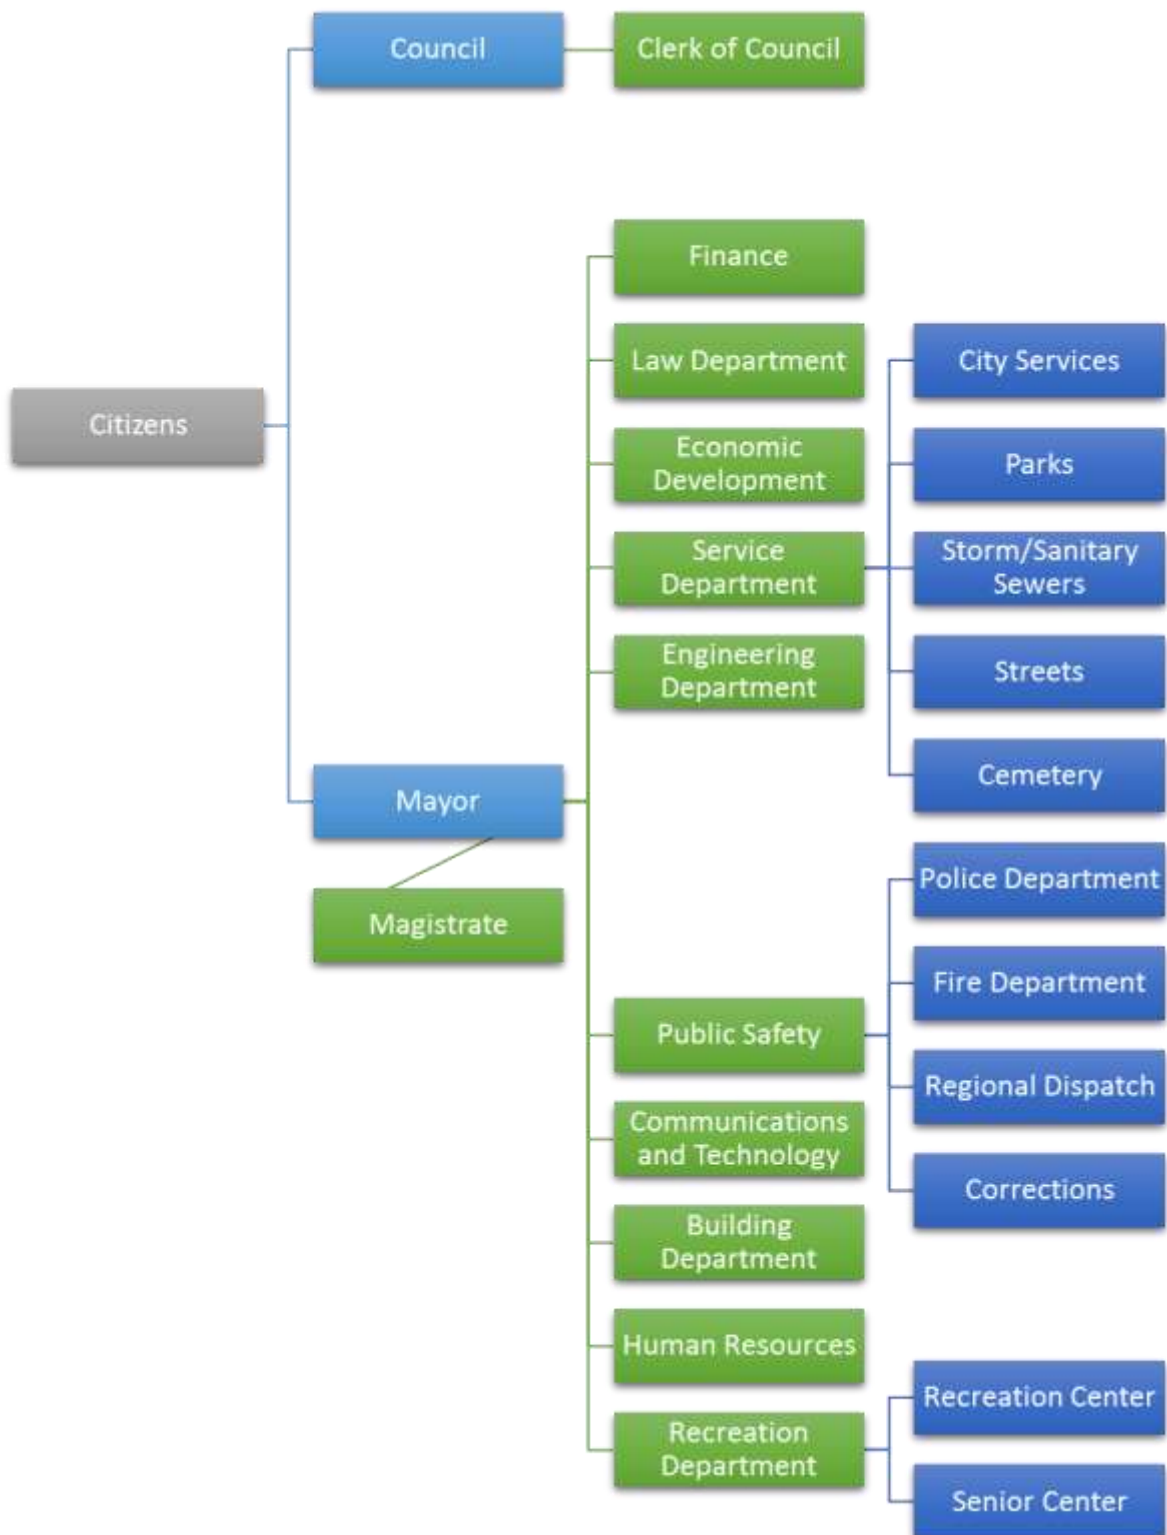 Council
Clerk of Council
Finance
Law Department
City Services
Citizens
Economic
Development
Parks
Service
Department
Storm/Sanitary
Sewers
Engineering
Department
Streets
Mayor
Cemetery
Magistrate
Police Department
Fire Department
Public Safety
Regional Dispatch
Communications
and Technology
Corrections
Building
Department
Human Resources
Recreation Center
Recreation
Department
Senior Center